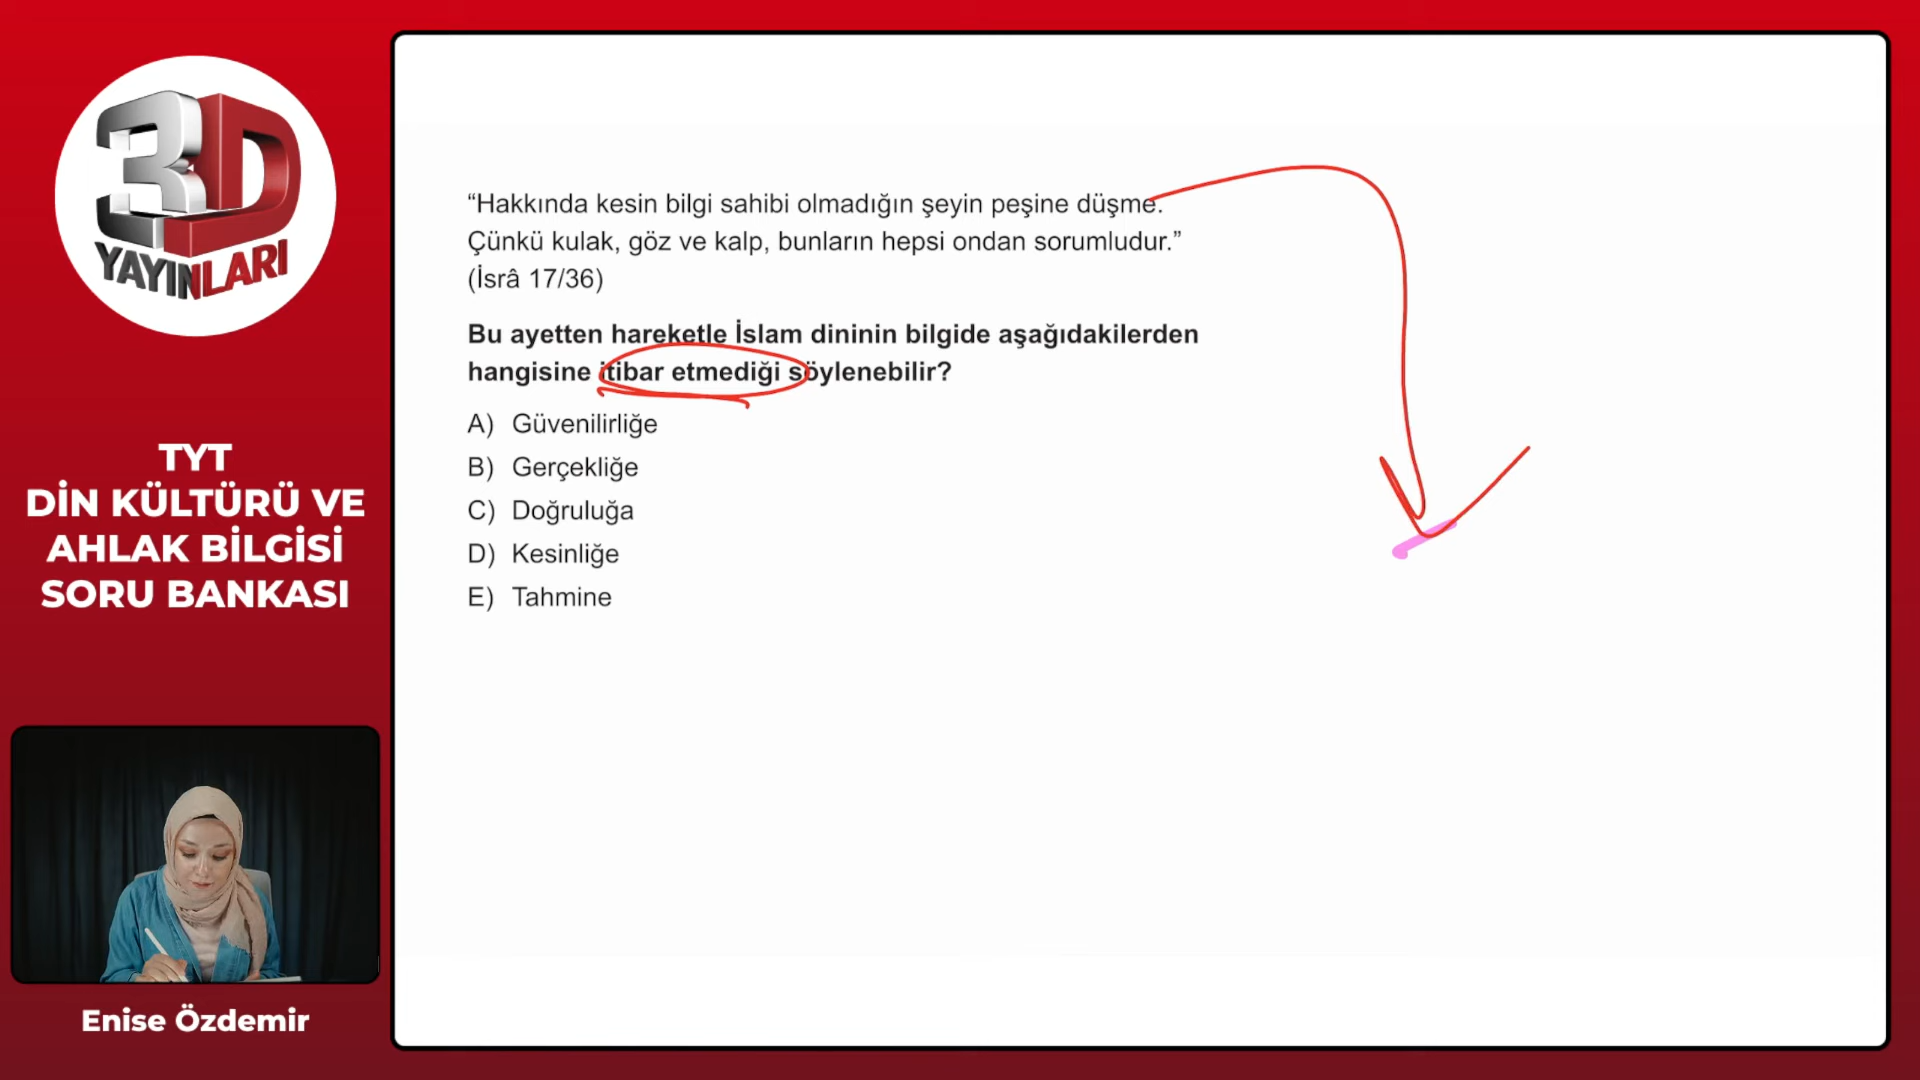 3D
YAYINLARI
TYT
DİN KÜLTÜRÜ VE
AHLAK BİLGİSİ
SORU BANKASI
Enise Özdemir
“Hakkında kesin bilgi sahibi olmadığın şeyin peşine düşme.
Çünkü kulak, göz ve kalp, bunların hepsi ondan sorumludur.”
(İsrâ 17/36)
Bu ayetten hareketle İslam dininin bilgide aşağıdakilerden
hangisine itibar etmediği söylenebilir?
A) Güvenilirliğe
B) Gerçekliğe
C) Doğruluğa
D) Kesinliğe
E) Tahmine